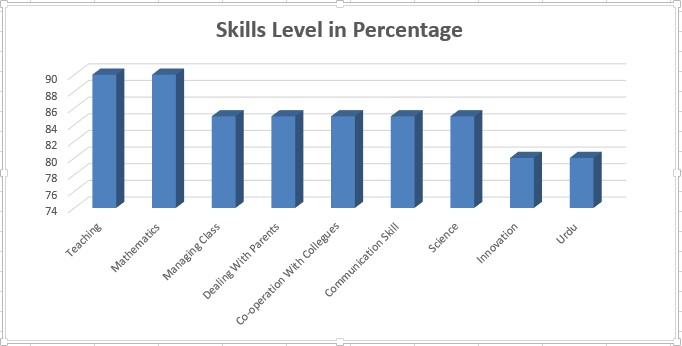 Skills Level in Percentage
90
88
86
84
82
80
78
76
74
Teaching
Mathematics
Managing Class
Dealing With Parents
Co-operation With Collegues
Communication Skill
Science
Innovation
Urdu